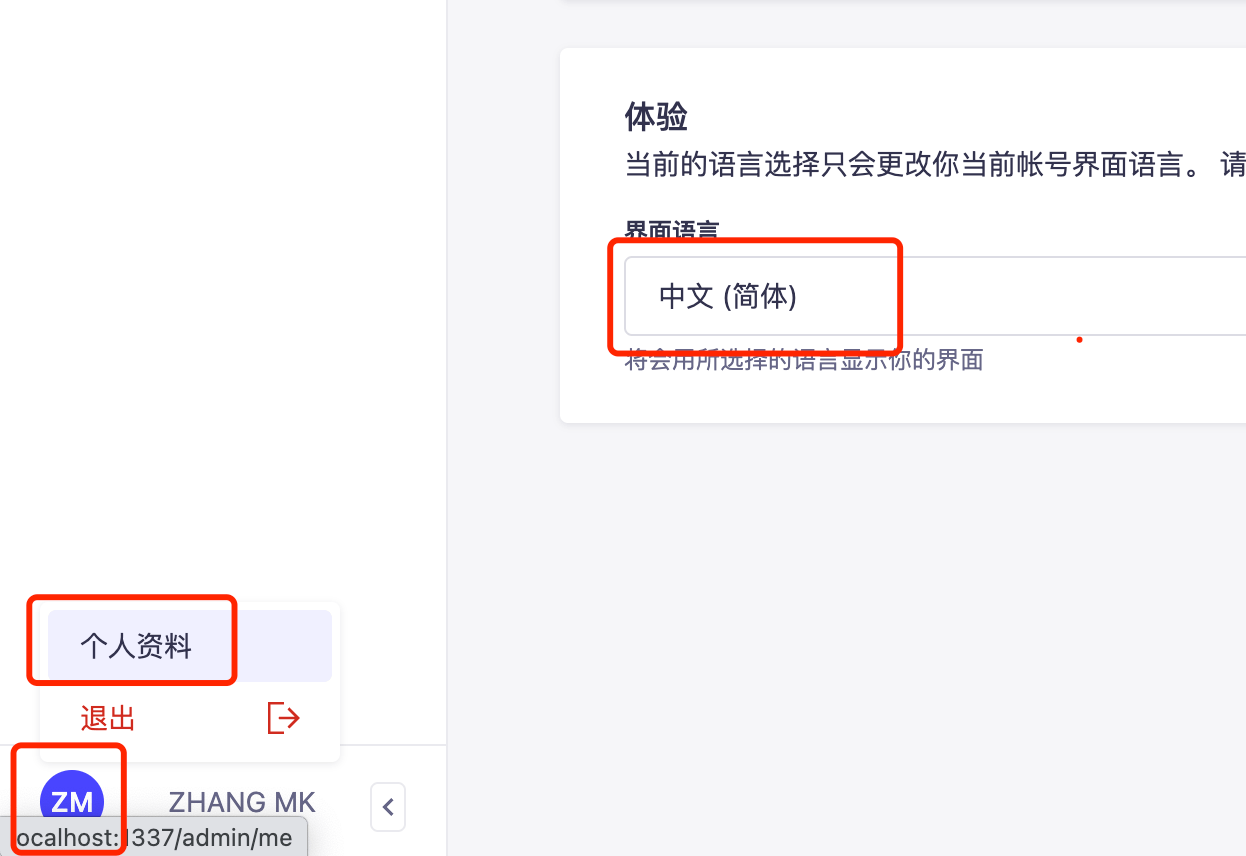 体验
当前的语言选择只会更改你当前帐号界面语言。 请
界面语言
中文 (简体)
将会用所选择的语言显示你的界面
个人资料
退出
ZM
ZHANG MK
ocalhost:1337/admin/me